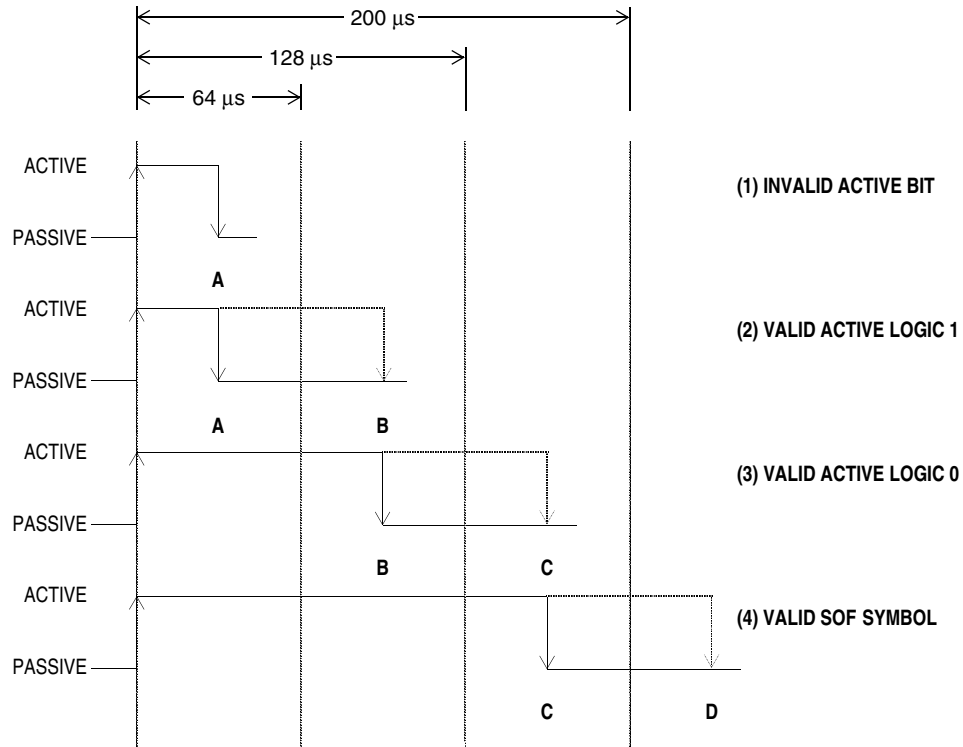 200 μs
128 μs
64 μs
ACTIVE
(1) INVALID ACTIVE BIT
PASSIVE
A
ACTIVE
(2) VALID ACTIVE LOGIC 1
PASSIVE
A B
ACTIVE
(3) VALID ACTIVE LOGIC 0
PASSIVE
B C
ACTIVE
(4) VALID SOF SYMBOL
PASSIVE
C D